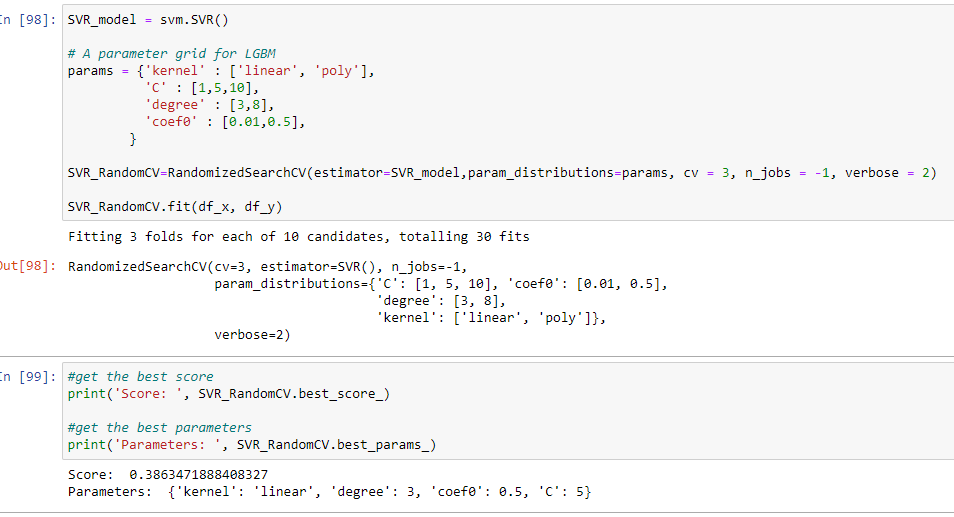 In [98]: SVR_model = svm.SVR()
# A parameter grid for LGBM
params = {'kernel' : ['linear', 'poly'],
'C' : [1,5,10],
'degree' : [3,8],
'coef0' : [0.01,0.5],
}
SVR_RandomCV=RandomizedSearchCV(estimator=SVR_model,param_distributions=params, cv = 3, n_jobs = -1, verbose = 2)
SVR_RandomCV.fit(df_x, df_y)
Fitting 3 folds for each of 10 candidates, totalling 30 fits
Out[98]: RandomizedSearchCV(cv=3, estimator=SVR(), n_jobs=-1,
param_distributions={'C': [1, 5, 10], 'coef0': [0.01, 0.5],
'degree': [3, 8],
'kernel': ['linear', 'poly']},
verbose=2)
In [99]: #get the best score
print('Score: ', SVR_RandomCV.best_score_)
#get the best parameters
print('Parameters: ', SVR_RandomCV.best_params_)
Score:  0.3863471888408327
Parameters:  {'kernel': 'linear', 'degree': 3, 'coef0': 0.5, 'C': 5}